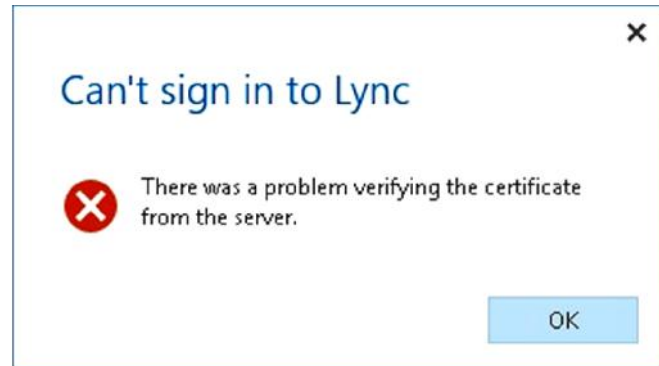 Can't sign in to Lync
There was a problem verifying the certificate
from the server.
OK